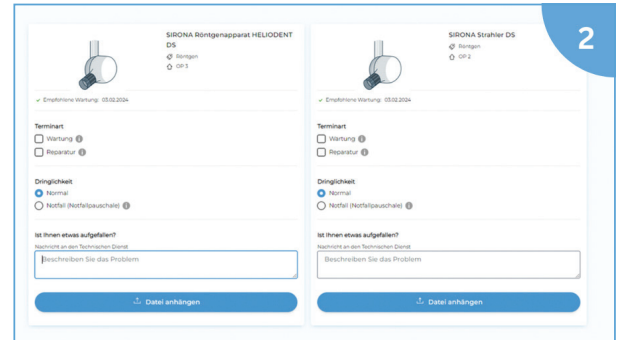 2
SIRONA Röntgenapparat HELIODENT
DS
Röntgen
OP 3
Empfohlene Wartung: 03.02.2024
Terminart
Wartung
Reparatur
Dringlichkeit
Normal
Notfall (Notfallpauschale)
Ist Ihnen etwas aufgefallen?
Nachricht an den Technischen Dienst
Beschreiben Sie das Problem
Datei anhängen
SIRONA Strahler DS
Röntgen
OP 2
Empfohlene Wartung: 03.02.2024
Terminart
Wartung
Reparatur
Dringlichkeit
Normal
Notfall (Notfallpauschale)
Ist Ihnen etwas aufgefallen?
Nachricht an den Technischen Dienst
Beschreiben Sie das Problem
Datei anhängen